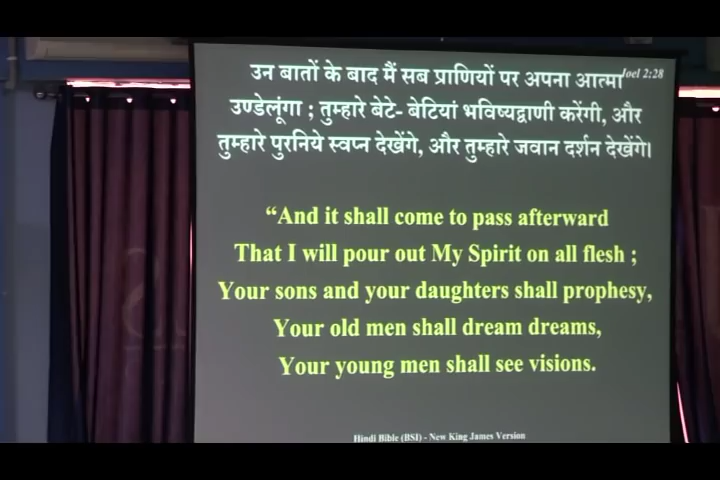 Joel 2:28
उन बातों के बाद मैं सब प्राणियों पर अपना आत्मा
उण्डेलूंगा ; तुम्हारे बेटे- बेटियां भविष्यद्वाणी करेंगी, और
तुम्हारे पुरनिये स्वप्न देखेंगे, और तुम्हारे जवान दर्शन देखेंगे।
“And it shall come to pass afterward
That I will pour out My Spirit on all flesh ;
Your sons and your daughters shall prophesy,
Your old men shall dream dreams,
Your young men shall see visions.
Hindi Bible (BSI) - New King James Version